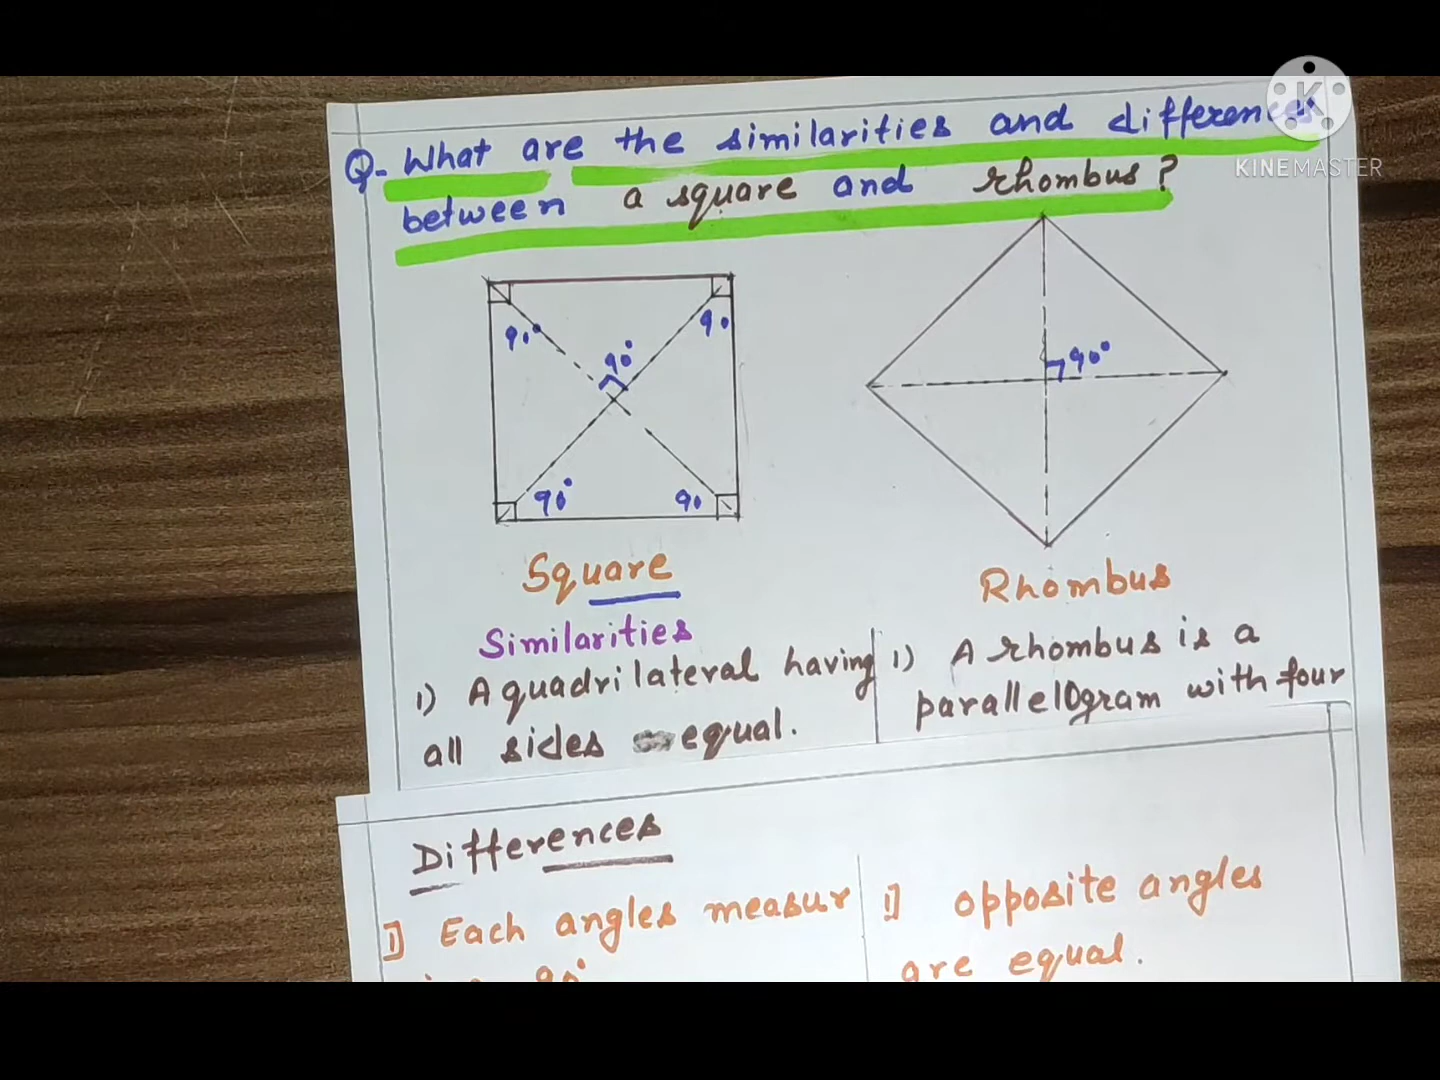 K
KINEMASTER
Q- What are the similarities and differences
between a square and rhombus?
90° 90
90° 90°
90° 90
Square Rhombus
Similarities
1) A quadrilateral having 1) A rhombus is a
all sides equal. parallelogram with four
Differences
1] Each angles measur 1] opposite angles
90° are equal.